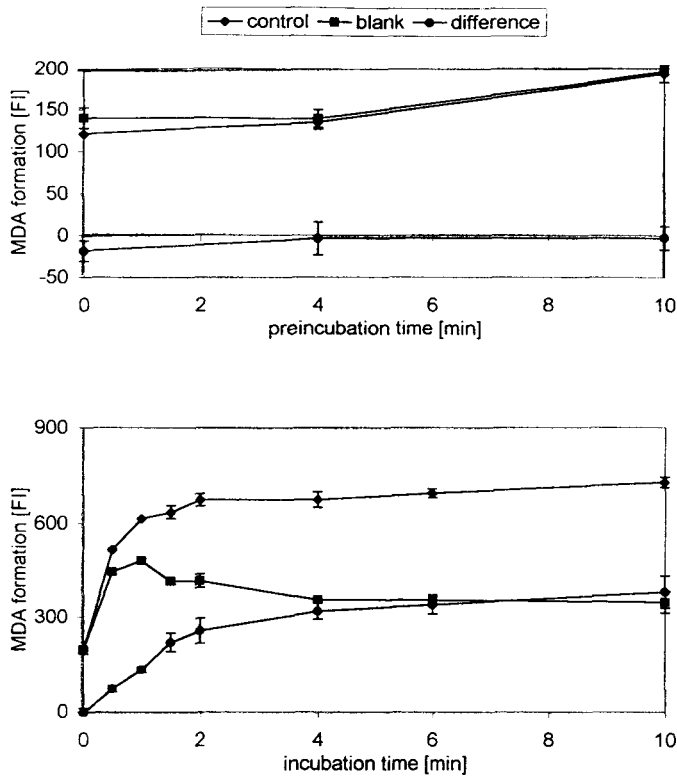 control blank difference
MDA formation [FI]
200
150
100
50
0
-50
0 2 4 6 8 10
preincubation time [min]
MDA formation [FI]
900
600
300
0
0 2 4 6 8 10
incubation time [min]